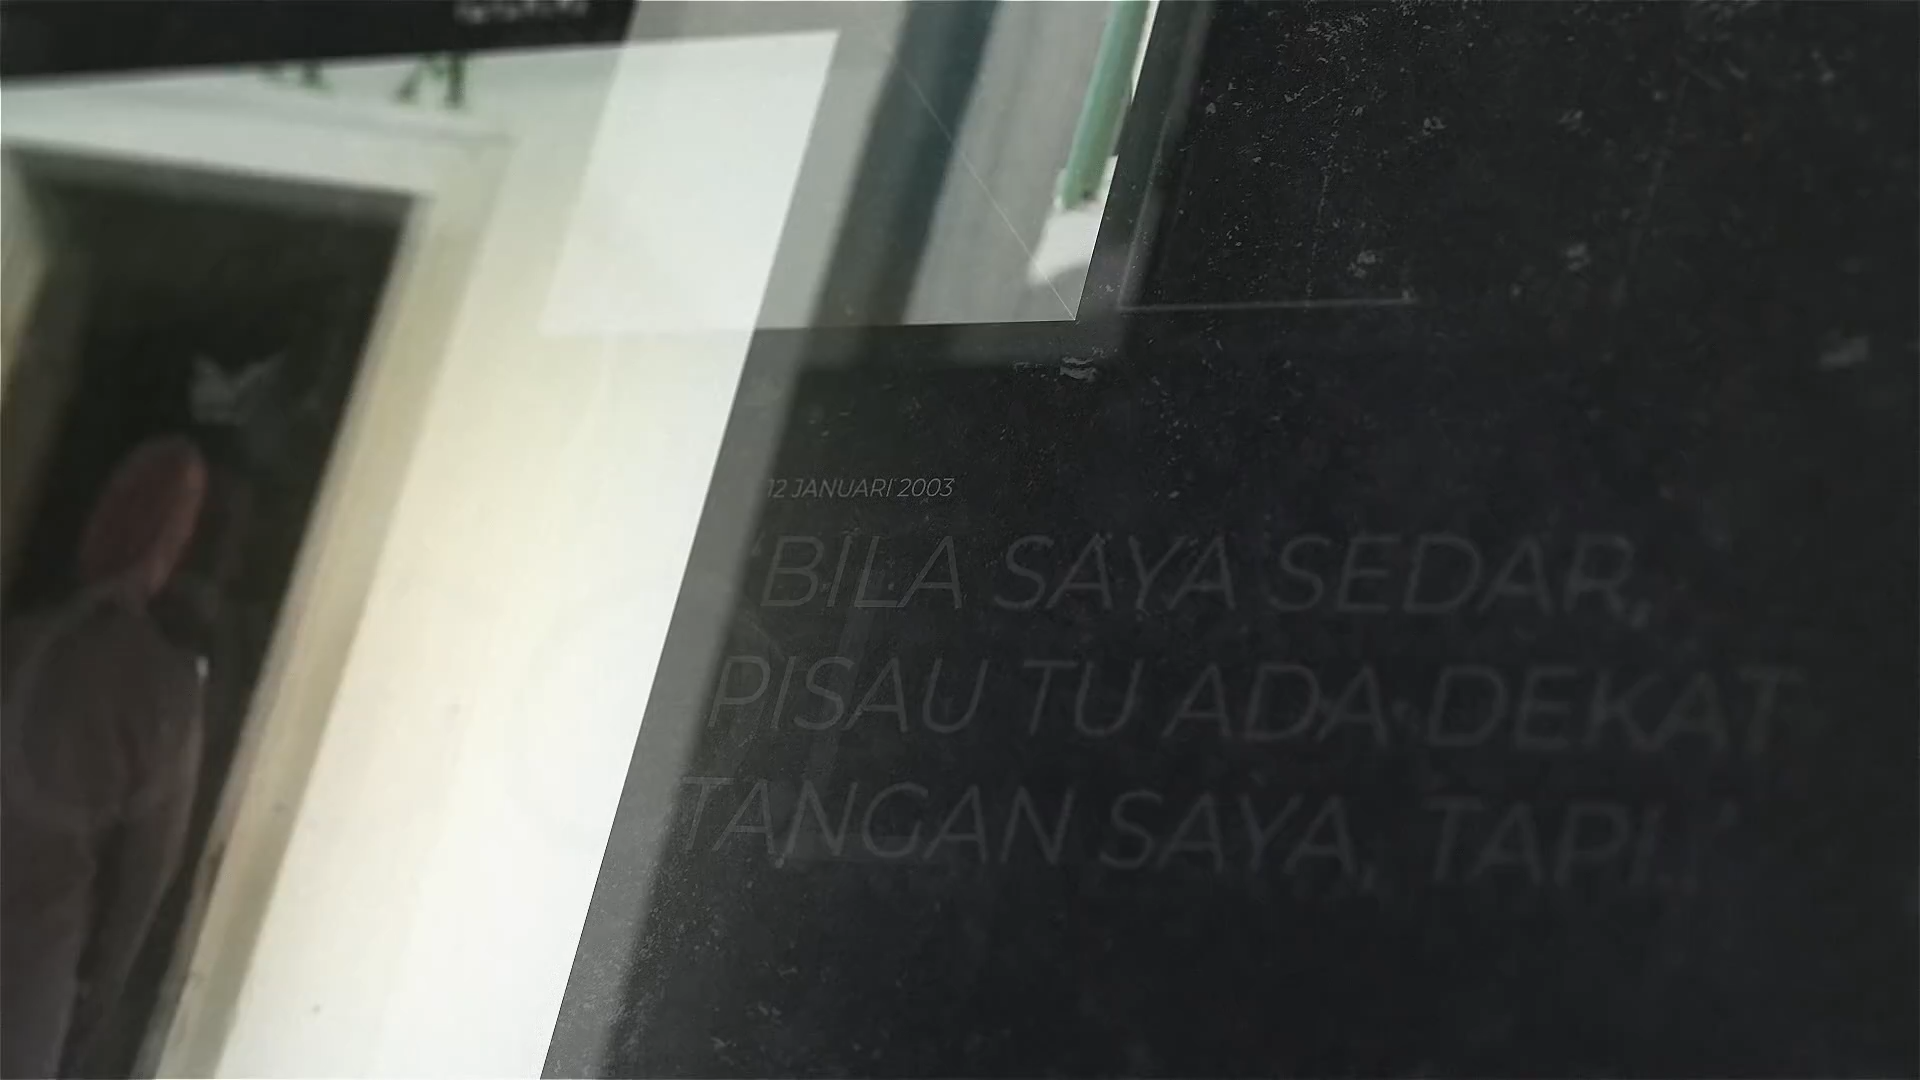 12 JANUARI 2003
'BILA SAYA SEDAR,
PISAU TU ADA DEKAT
TANGAN SAYA, TAPI...'